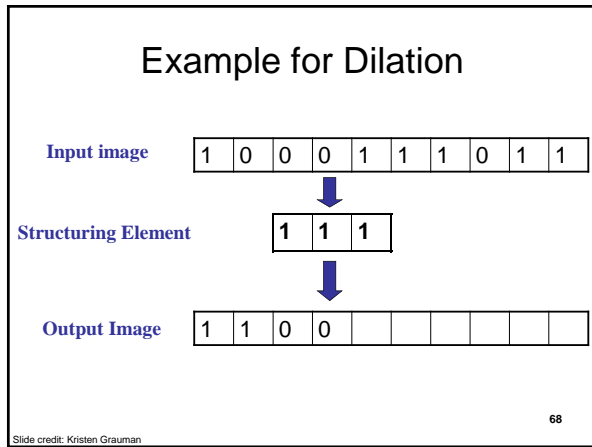 Example for Dilation
Input image 1 0 0 0 1 1 1 0 1 1
Structuring Element 1 1 1
Output Image 1 1 0 0
68
Slide credit: Kristen Grauman